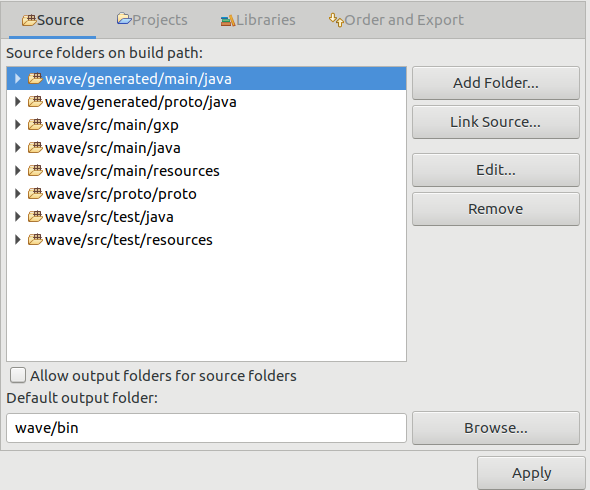 Source Projects Libraries Order and Export
Source folders on build path:
wave/generated/main/java
Add Folder...
wave/generated/proto/java
wave/src/main/gxp
Link Source...
wave/src/main/java
wave/src/main/resources
Edit...
wave/src/proto/proto
wave/src/test/java
Remove
wave/src/test/resources
Allow output folders for source folders
Default output folder:
wave/bin
Browse...
Apply